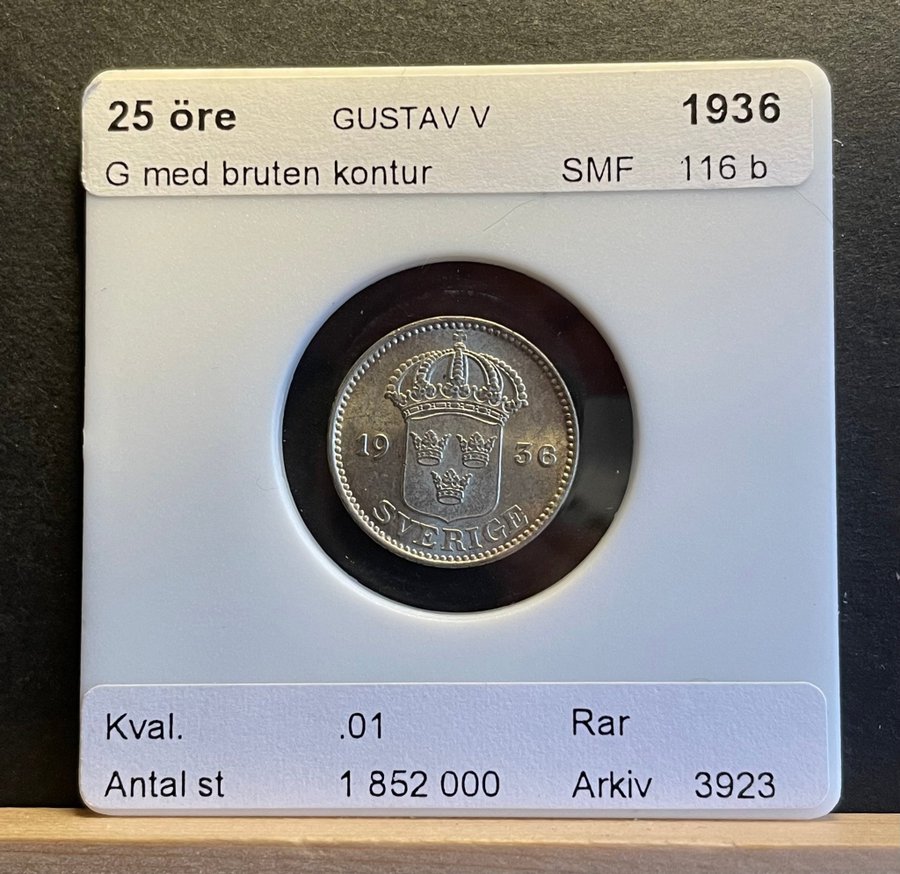 25 öre GUSTAV V 1936
G med bruten kontur SMF 116 b
19 36
SVERIGE
Kval. .01 Rar
Antal st 1 852 000 Arkiv 3923